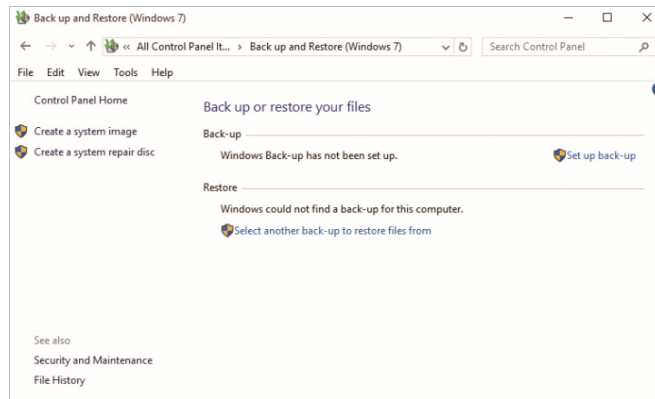 Back up and Restore (Windows 7)
« All Control Panel It... > Back up and Restore (Windows 7)
Search Control Panel
File Edit View Tools Help
Control Panel Home
Create a system image
Create a system repair disc
Back up or restore your files
Back-up
Windows Back-up has not been set up.
Set up back-up
Restore
Windows could not find a back-up for this computer.
Select another back-up to restore files from
See also
Security and Maintenance
File History